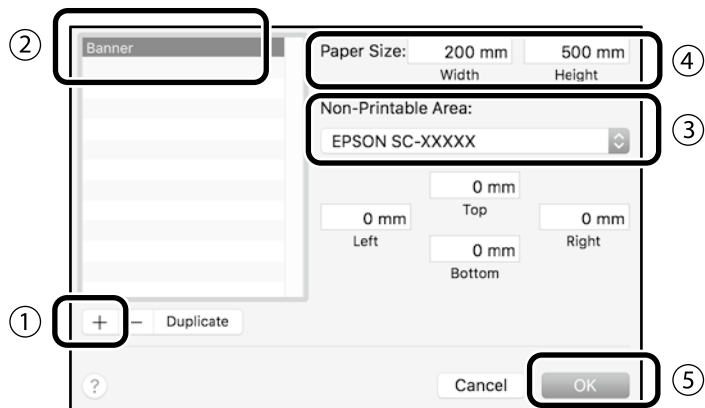 ②
Banner
Paper Size: 200 mm 500 mm
Width Height
④
Non-Printable Area:
EPSON SC-XXXXX
③
0 mm
Top
0 mm 0 mm
Left Right
0 mm
Bottom
①
+ − Duplicate
? Cancel OK
⑤